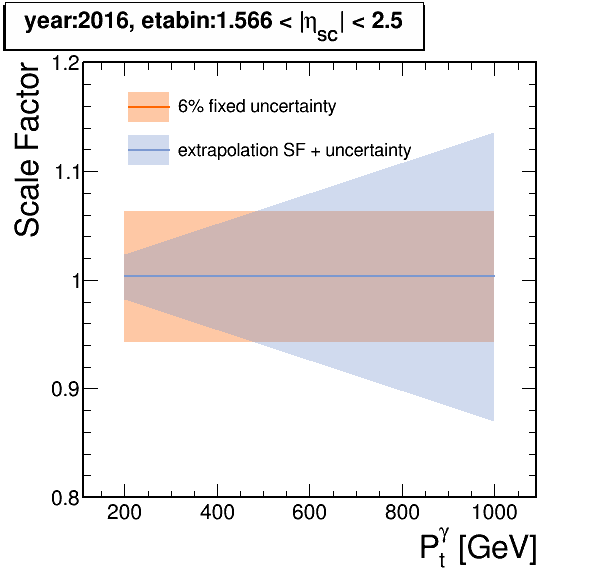 year:2016, etabin:1.566 < |η_SC| < 2.5
Scale Factor
1.2
1.1
1
0.9
0.8
6% fixed uncertainty
extrapolation SF + uncertainty
200 400 600 800 1000
P_t^γ [GeV]